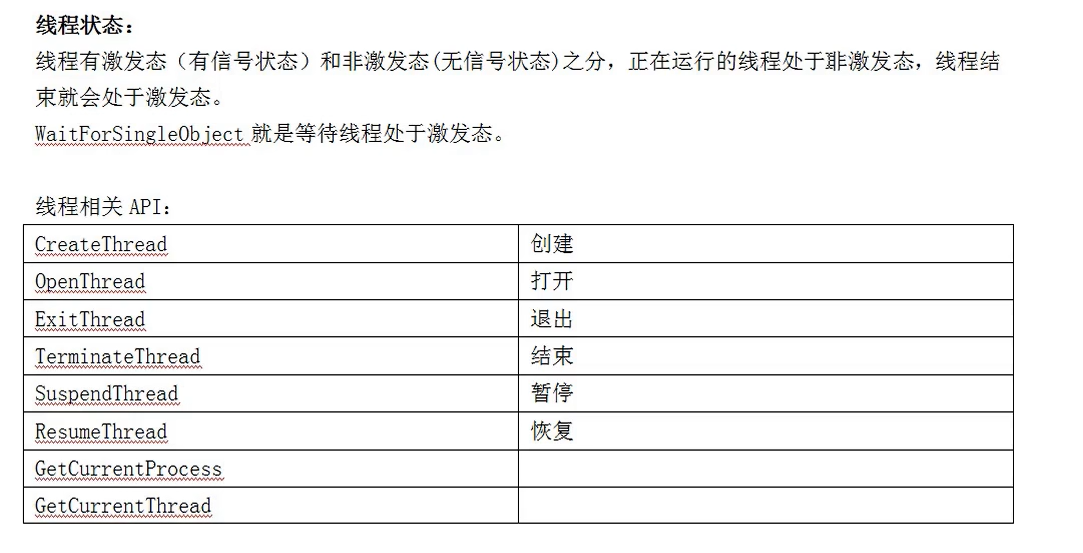 线程状态：
线程有激发态（有信号状态）和非激发态(无信号状态)之分，正在运行的线程处于非激发态，线程结
束就会处于激发态。
WaitForSingleObject 就是等待线程处于激发态。
线程相关 API：
CreateThread 创建
OpenThread 打开
ExitThread 退出
TerminateThread 结束
SuspendThread 暂停
ResumeThread 恢复
GetCurrentProcess
GetCurrentThread